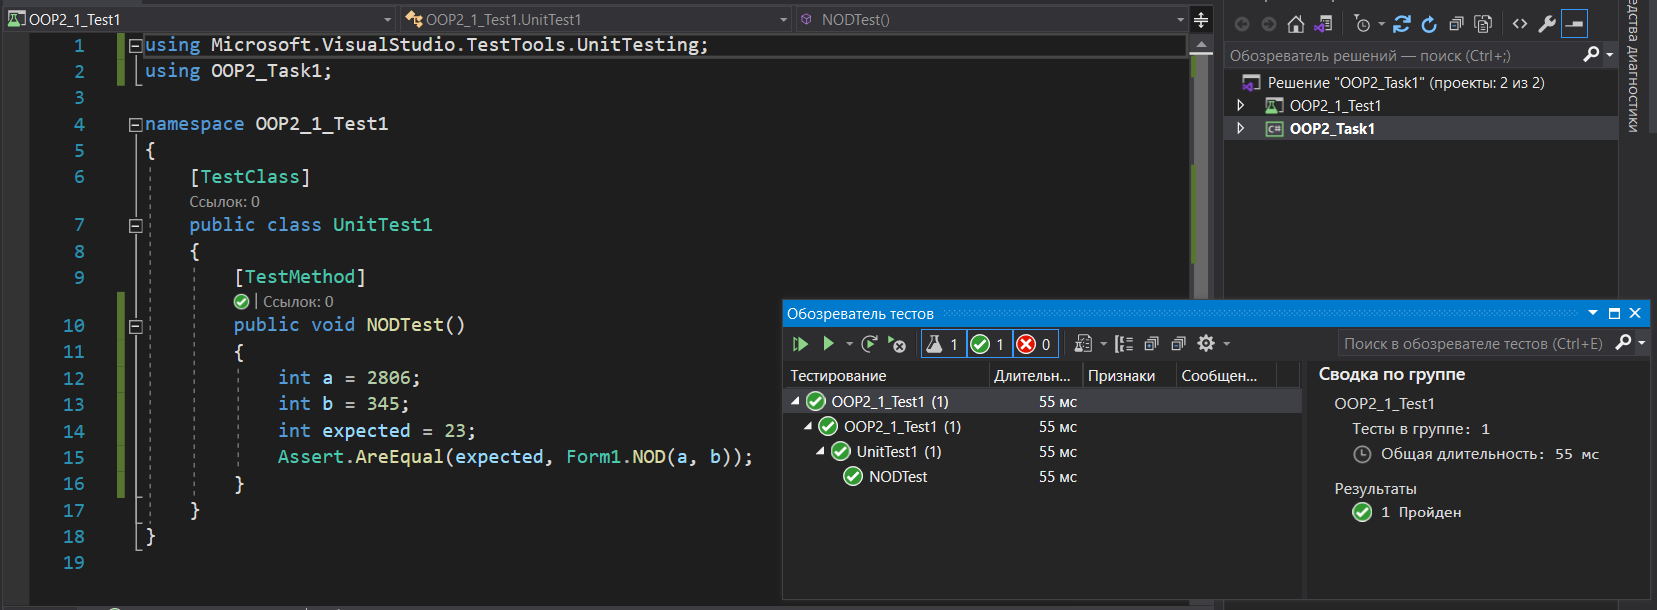 OOP2_1_Test1
OOP2_1_Test1.UnitTest1
NODTest()
1 using Microsoft.VisualStudio.TestTools.UnitTesting;
2 using OOP2_Task1;
3
4 namespace OOP2_1_Test1
5 {
6 [TestClass]
Ссылок: 0
7 public class UnitTest1
8 {
9 [TestMethod]
| Ссылок: 0
10 public void NODTest()
11 {
12 int a = 2806;
13 int b = 345;
14 int expected = 23;
15 Assert.AreEqual(expected, Form1.NOD(a, b));
16 }
17 }
18 }
19
Обозреватель решений — поиск (Ctrl+;)
Решение "OOP2_Task1" (проекты: 2 из 2)
OOP2_1_Test1
C# OOP2_Task1
диагностики
Обозреватель тестов
1 1 0
Поиск в обозревателе тестов (Ctrl+E)
Тестирование Длительн... Признаки Сообщен...
OOP2_1_Test1 (1) 55 мс
OOP2_1_Test1 (1) 55 мс
UnitTest1 (1) 55 мс
NODTest 55 мс
Сводка по группе
OOP2_1_Test1
Тесты в группе: 1
Общая длительность: 55 мс
Результаты
1 Пройден